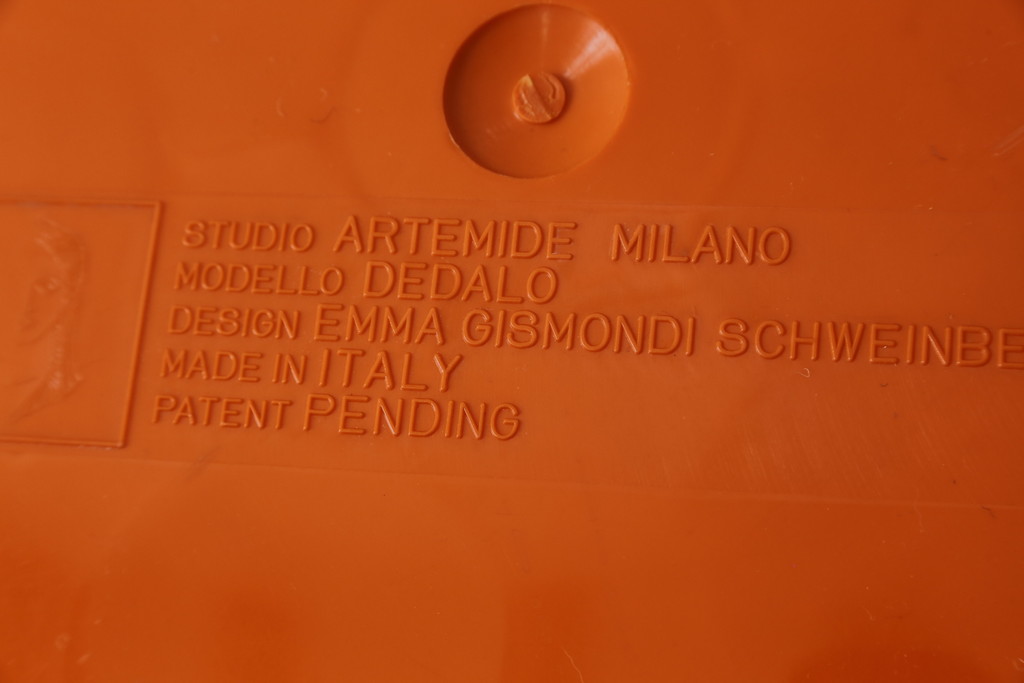 STUDIO ARTEMIDE MILANO
MODELLO DEDALO
DESIGN EMMA GISMONDI SCHWEINBE
MADE IN ITALY
PATENT PENDING